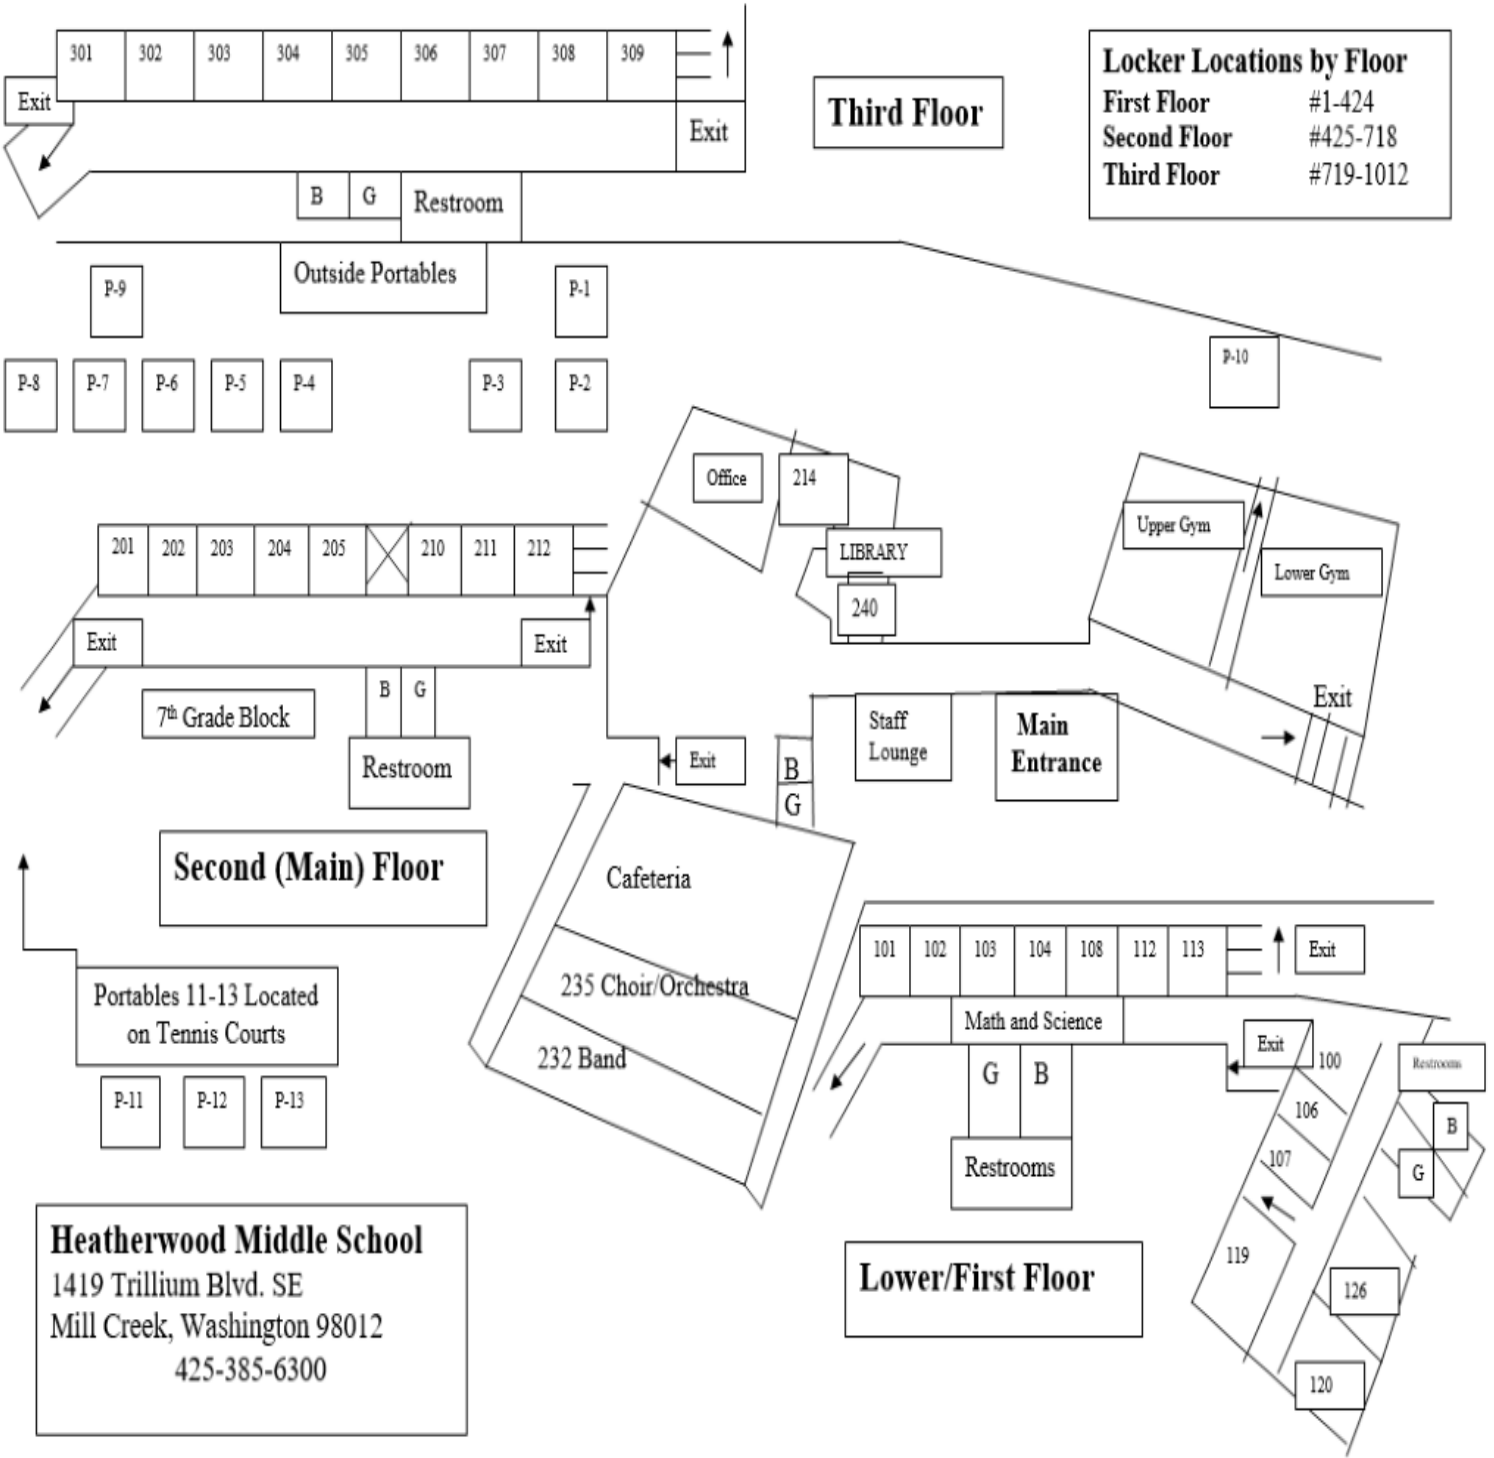 301 302 303 304 305 306 307 308 309
Exit
Exit
B G Restroom
Third Floor
Locker Locations by Floor
First Floor #1-424
Second Floor #425-718
Third Floor #719-1012
Outside Portables
P-9 P-1
P-8 P-7 P-6 P-5 P-4 P-3 P-2
P-10
Office 214
LIBRARY
240
Upper Gym
Lower Gym
Exit
201 202 203 204 205 210 211 212
Exit Exit
7th Grade Block
B G
Restroom
Exit
B
G
Staff
Lounge
Main
Entrance
Second (Main) Floor
Cafeteria
235 Choir/Orchestra
232 Band
Portables 11-13 Located
on Tennis Courts
P-11 P-12 P-13
101 102 103 104 108 112 113
Exit
Math and Science
G B
Restrooms
Exit
100
106
107
119
Restrooms
B
G
126
120
Lower/First Floor
Heatherwood Middle School
1419 Trillium Blvd. SE
Mill Creek, Washington 98012
425-385-6300